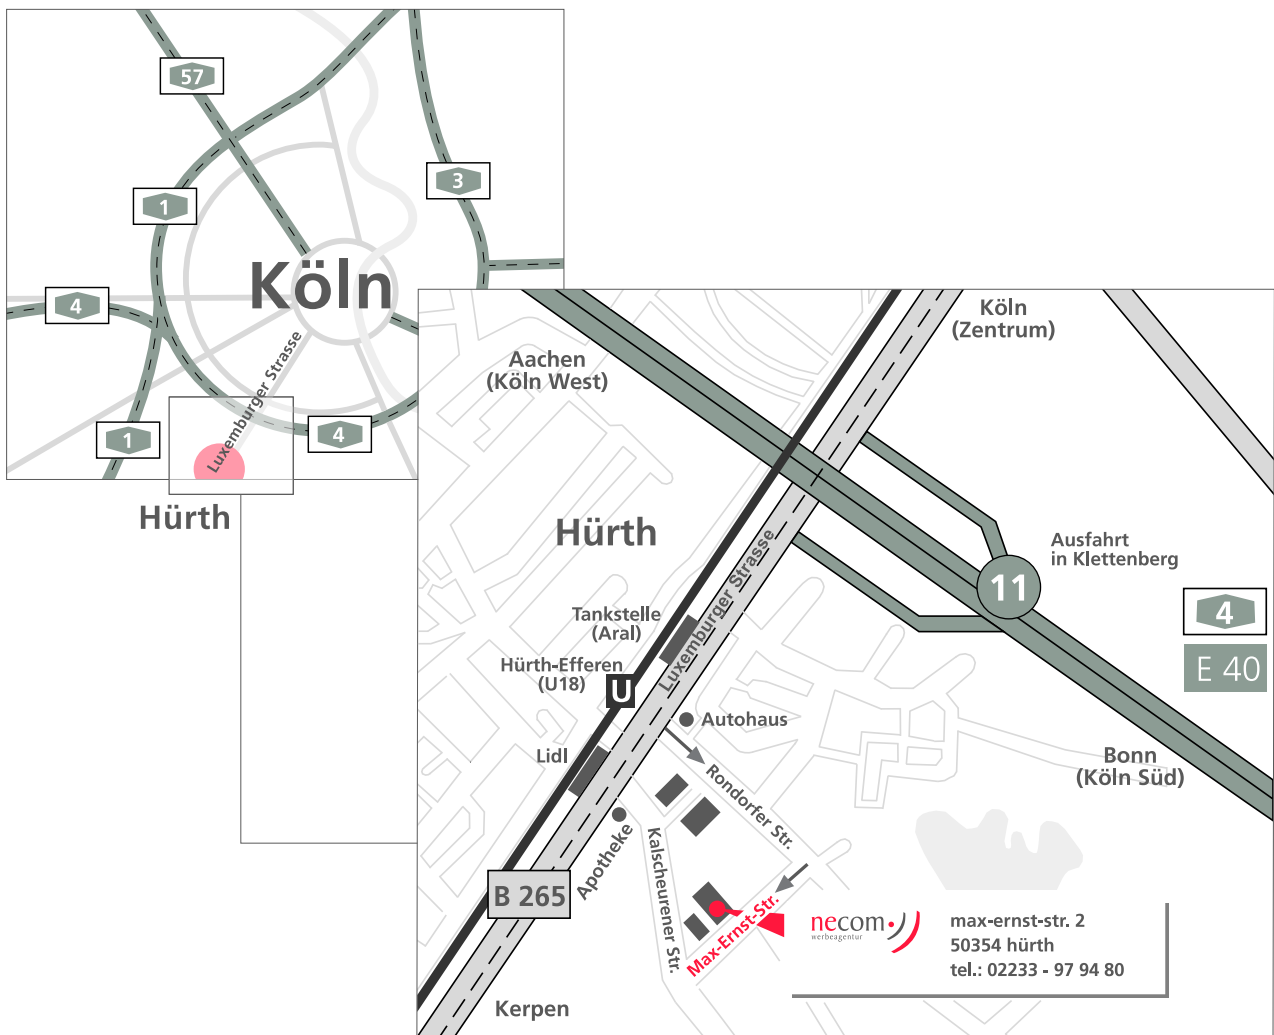 57
1
3
4
Köln
Luxemburger Strasse
1
4
Hürth
Köln
(Zentrum)
Aachen
(Köln West)
Hürth
Ausfahrt
in Klettenberg
11
4
E 40
Luxemburger Strasse
Tankstelle
(Aral)
Hürth-Efferen
(U18)
U
Autohaus
Lidl
Rondorfer Str.
Bonn
(Köln Süd)
Apotheke
Kalscheurener Str.
B 265
Max-Ernst-Str.
necom
werbeagentur
max-ernst-str. 2
50354 hürth
tel.: 02233 - 97 94 80
Kerpen